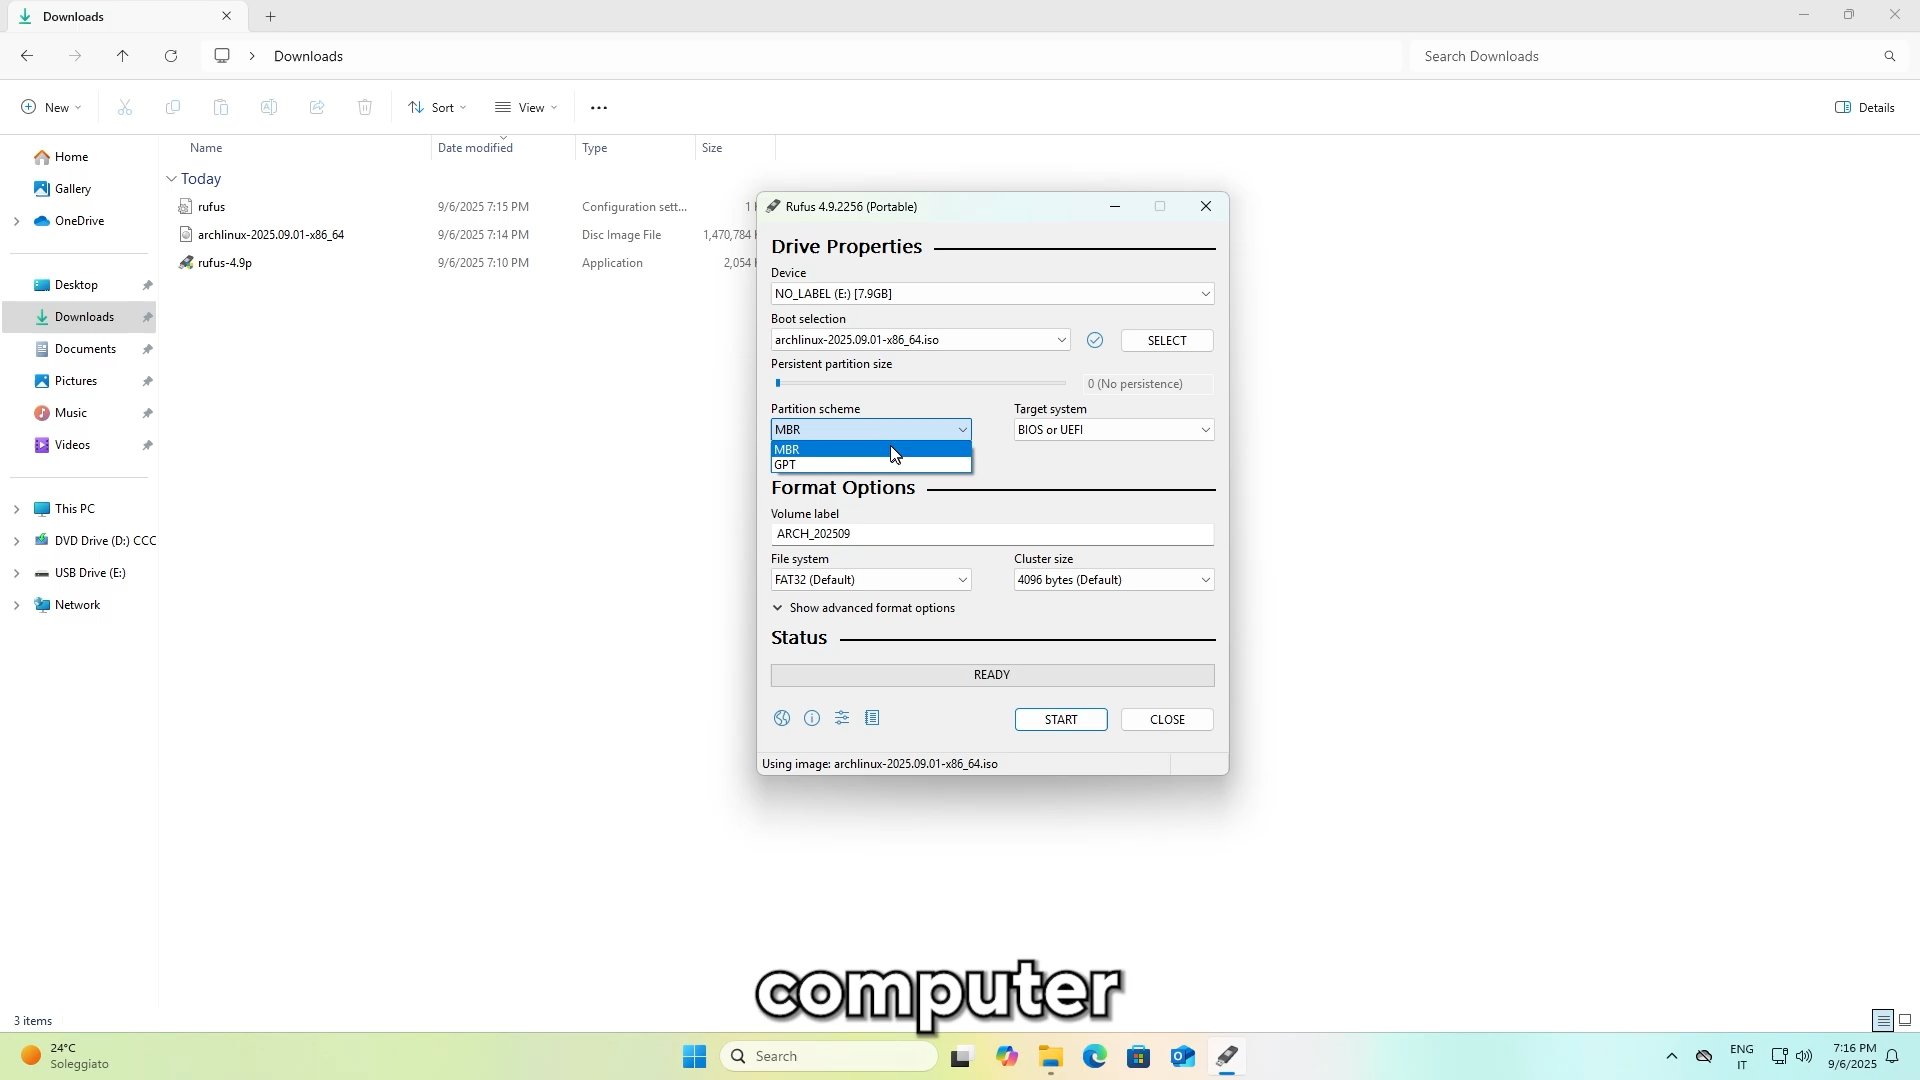 Downloads
Downloads
Search Downloads
New
Sort
View
Details
Name
Date modified
Type
Size
Home
Gallery
OneDrive
Desktop
Downloads
Documents
Pictures
Music
Videos
This PC
DVD Drive (D:) CCC
USB Drive (E:)
Network
Today
rufus
9/6/2025 7:15 PM
Configuration sett...
archlinux-2025.09.01-x86_64
9/6/2025 7:14 PM
Disc Image File
1,470,784
rufus-4.9p
9/6/2025 7:10 PM
Application
2,054
Rufus 4.9.2256 (Portable)
Drive Properties
Device
NO_LABEL (E:) [7.9GB]
Boot selection
archlinux-2025.09.01-x86_64.iso
SELECT
Persistent partition size
0 (No persistence)
Partition scheme
Target system
MBR
BIOS or UEFI
MBR
GPT
Format Options
Volume label
ARCH_202509
File system
Cluster size
FAT32 (Default)
4096 bytes (Default)
Show advanced format options
Status
READY
START
CLOSE
Using image: archlinux-2025.09.01-x86_64.iso
computer
3 items
24°C
Soleggiato
Search
ENG
IT
7:16 PM
9/6/2025